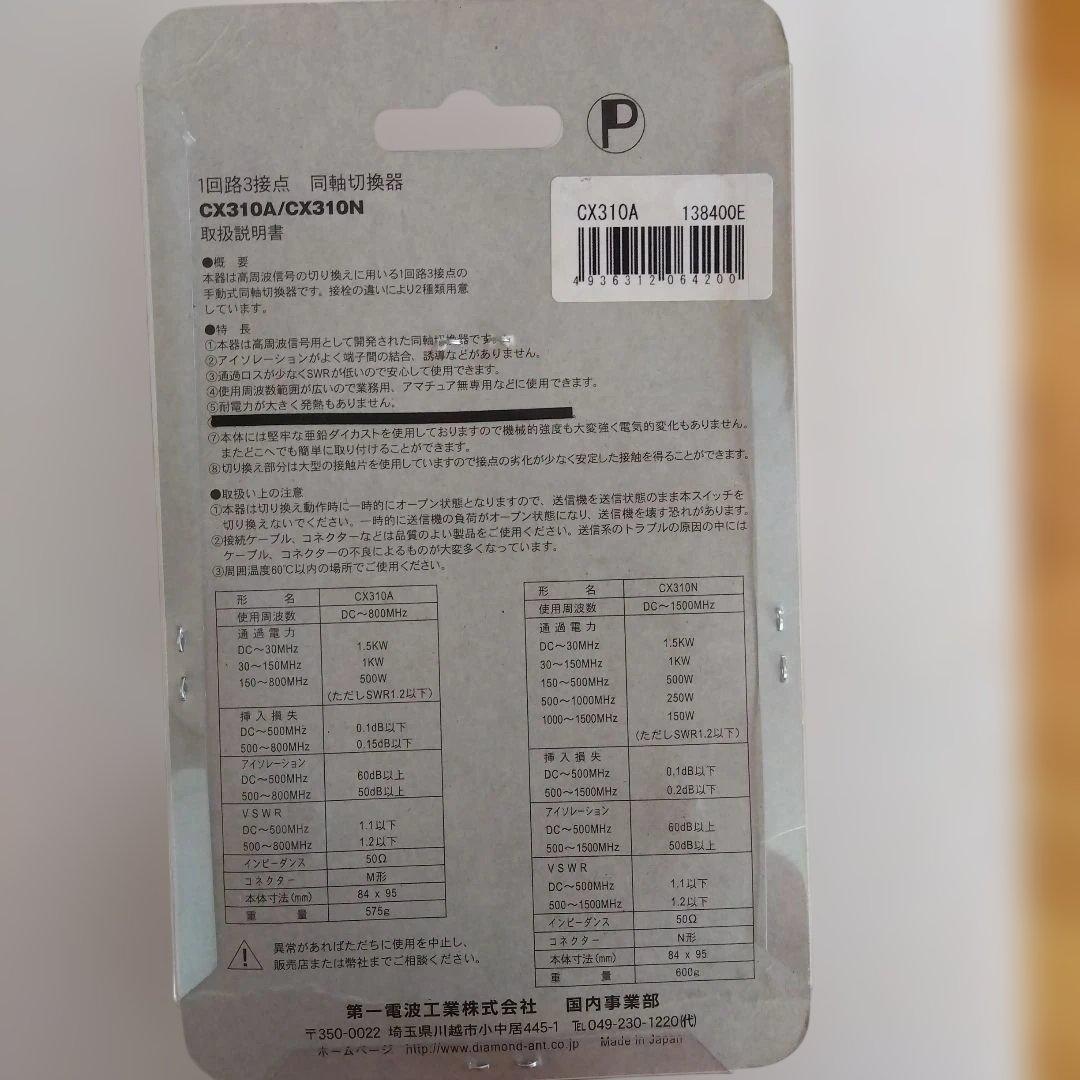 P
1回路3接点 同軸切換器
CX310A/CX310N
取扱説明書
CX310A 138400E
4936312064200
●概 要
本器は高周波信号の切り換えに用いる1回路3接点の
手動式同軸切換器です。接栓の違いにより2種類用意
しています。
●特 長
①本器は高周波信号用として開発された同軸切換器です。
②アイソレーションがよく端子間の結合、誘導などがありません。
③通過ロスが少なくSWRが低いので安心して使用できます。
④使用周波数範囲が広いので業務用、アマチュア無専用などに使用できます。
⑤耐電力が大きく発熱もありません。
⑦本体には堅牢な亜鉛ダイカストを使用しておりますので機械的強度も大変強く電気的変化もありません。
またどこへでも簡単に取り付けることができます。
⑧切り換え部分は大型の接触片を使用していますので接点の劣化が少なく安定した接触を得ることができます。
●取扱い上の注意
①本器は切り換え動作時に一時的にオープン状態となりますので、送信機を送信状態のまま本スイッチを
切り換えないでください。一時的に送信機の負荷がオープン状態になり、送信機を壊す恐れがあります。
②接続ケーブル、コネクターなどは品質のよい製品をご使用ください。送信系のトラブルの原因の中には
ケーブル、コネクターの不良によるものが大変多くなっています。
③周囲温度60℃以内の場所でご使用ください。
形 名 CX310A
使用周波数 DC～800MHz
通過電力
DC～30MHz 1.5KW
30～150MHz 1KW
150～800MHz 500W
(ただしSWR1.2以下)
挿入損失
DC～500MHz 0.1dB以下
500～800MHz 0.15dB以下
アイソレーション
DC～500MHz 60dB以上
500～800MHz 50dB以上
VSWR
DC～500MHz 1.1以下
500～800MHz 1.2以下
インピーダンス 50Ω
コネクター M形
本体寸法(mm) 84 x 95
重 量 575g
形 名 CX310N
使用周波数 DC～1500MHz
通過電力
DC～30MHz 1.5KW
30～150MHz 1KW
150～500MHz 500W
500～1000MHz 250W
1000～1500MHz 150W
(ただしSWR1.2以下)
挿入損失
DC～500MHz 0.1dB以下
500～1500MHz 0.2dB以下
アイソレーション
DC～500MHz 60dB以上
500～1500MHz 50dB以上
VSWR
DC～500MHz 1.1以下
500～1500MHz 1.2以下
インピーダンス 50Ω
コネクター N形
本体寸法(mm) 84 x 95
重 量 600g
異常があればただちに使用を中止し、
販売店または幣社までご相談ください。
第一電波工業株式会社 国内事業部
〒350-0022 埼玉県川越市小中居445-1 ℡049-230-1220(代)
ホームページ http://www.diamond-ant.co.jp Made in Japan